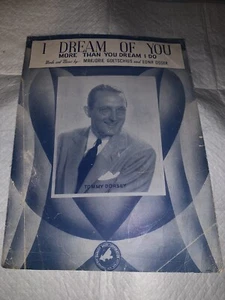 I DREAM OF YOU
MORE THAN YOU DREAM I DO
Words and Music by - MARJORIE GOETSCHIUS and EDNA OSSER
TOMMY DORSEY